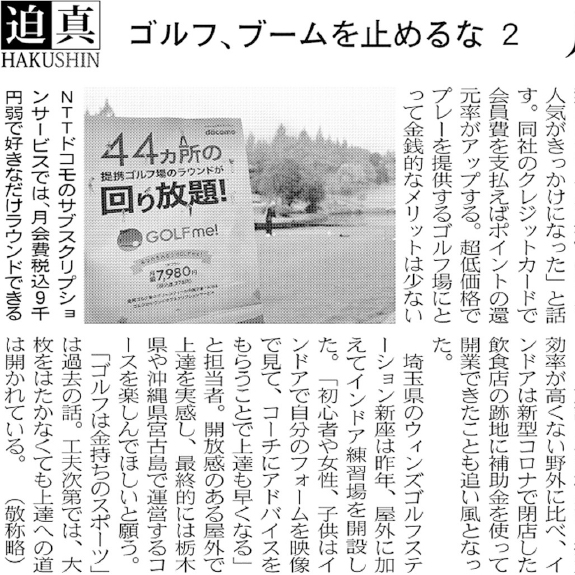 迫真
HAKUSHIN
ゴルフ、ブームを止めるな 2
人気がきっかけになった」と話
す。同社のクレジットカードで
会員費を支払えばポイントの還
元率がアップする。超低価格で
プレーを提供するゴルフ場にと
って金銭的なメリットは少ない
docomo
44カ所の
提携ゴルフ場のラウンドが
回り放題!
GOLFme!
月額7,980円
NTTドコモのサブスクリプショ
ンサービスでは、月会費税込9千
円弱で好きなだけラウンドできる
効率が高くない野外に比べ、イ
ンドアは新型コロナで閉店した
飲食店の跡地に補助金を使って
開業できたことも追い風となっ
た。
埼玉県のウィンズゴルフステ
ーション新座は昨年、屋外に加
えてインドア練習場を開設し
た。「初心者や女性、子供はイ
ンドアで自分のフォームを映像
で見て、コーチにアドバイスを
もらうことで上達も早くなる」
と担当者。開放感のある屋外で
上達を実感し、最終的には栃木
県や沖縄県宮古島で運営するコ
ースを楽しんでほしいと願う。
「ゴルフは金持ちのスポーツ」
は過去の話。工夫次第では、大
枚をはたかなくても上達への道
は開かれている。（敬称略）